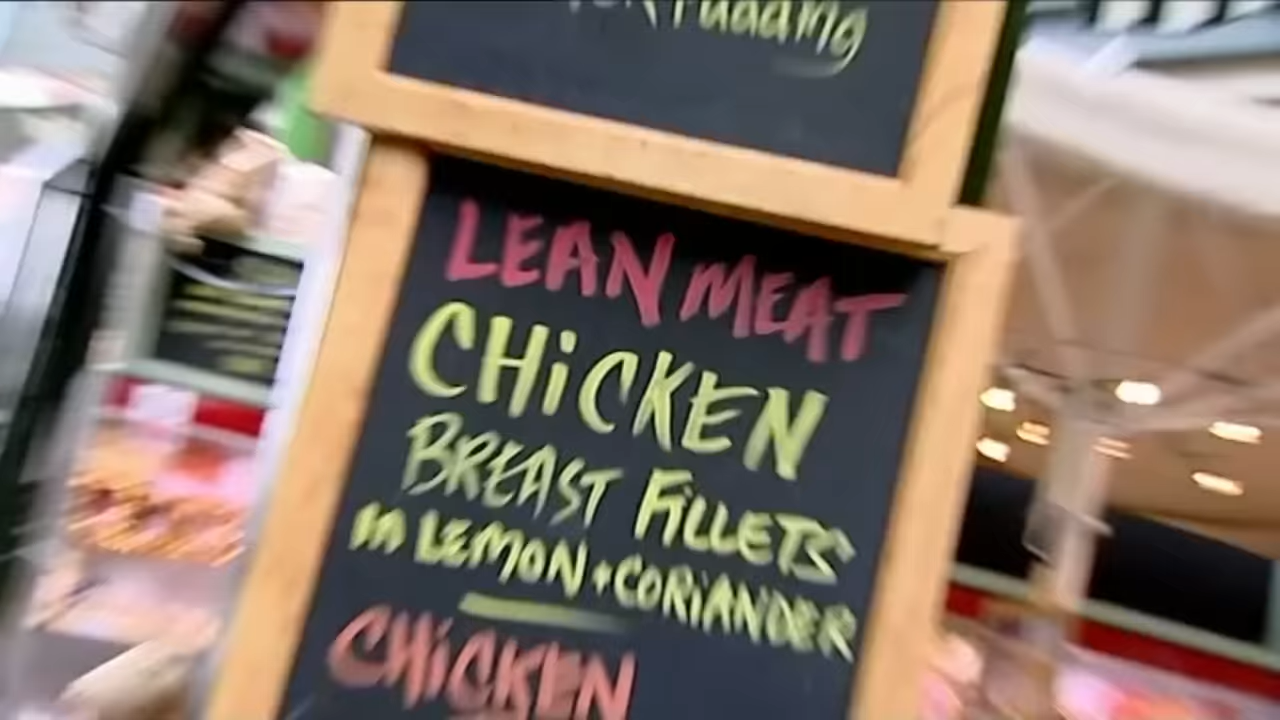 Pudding
LEAN MEAT
CHiCKEN
BREAST FiLLETS
in LEMON + CORiANDER
CHiCKEN